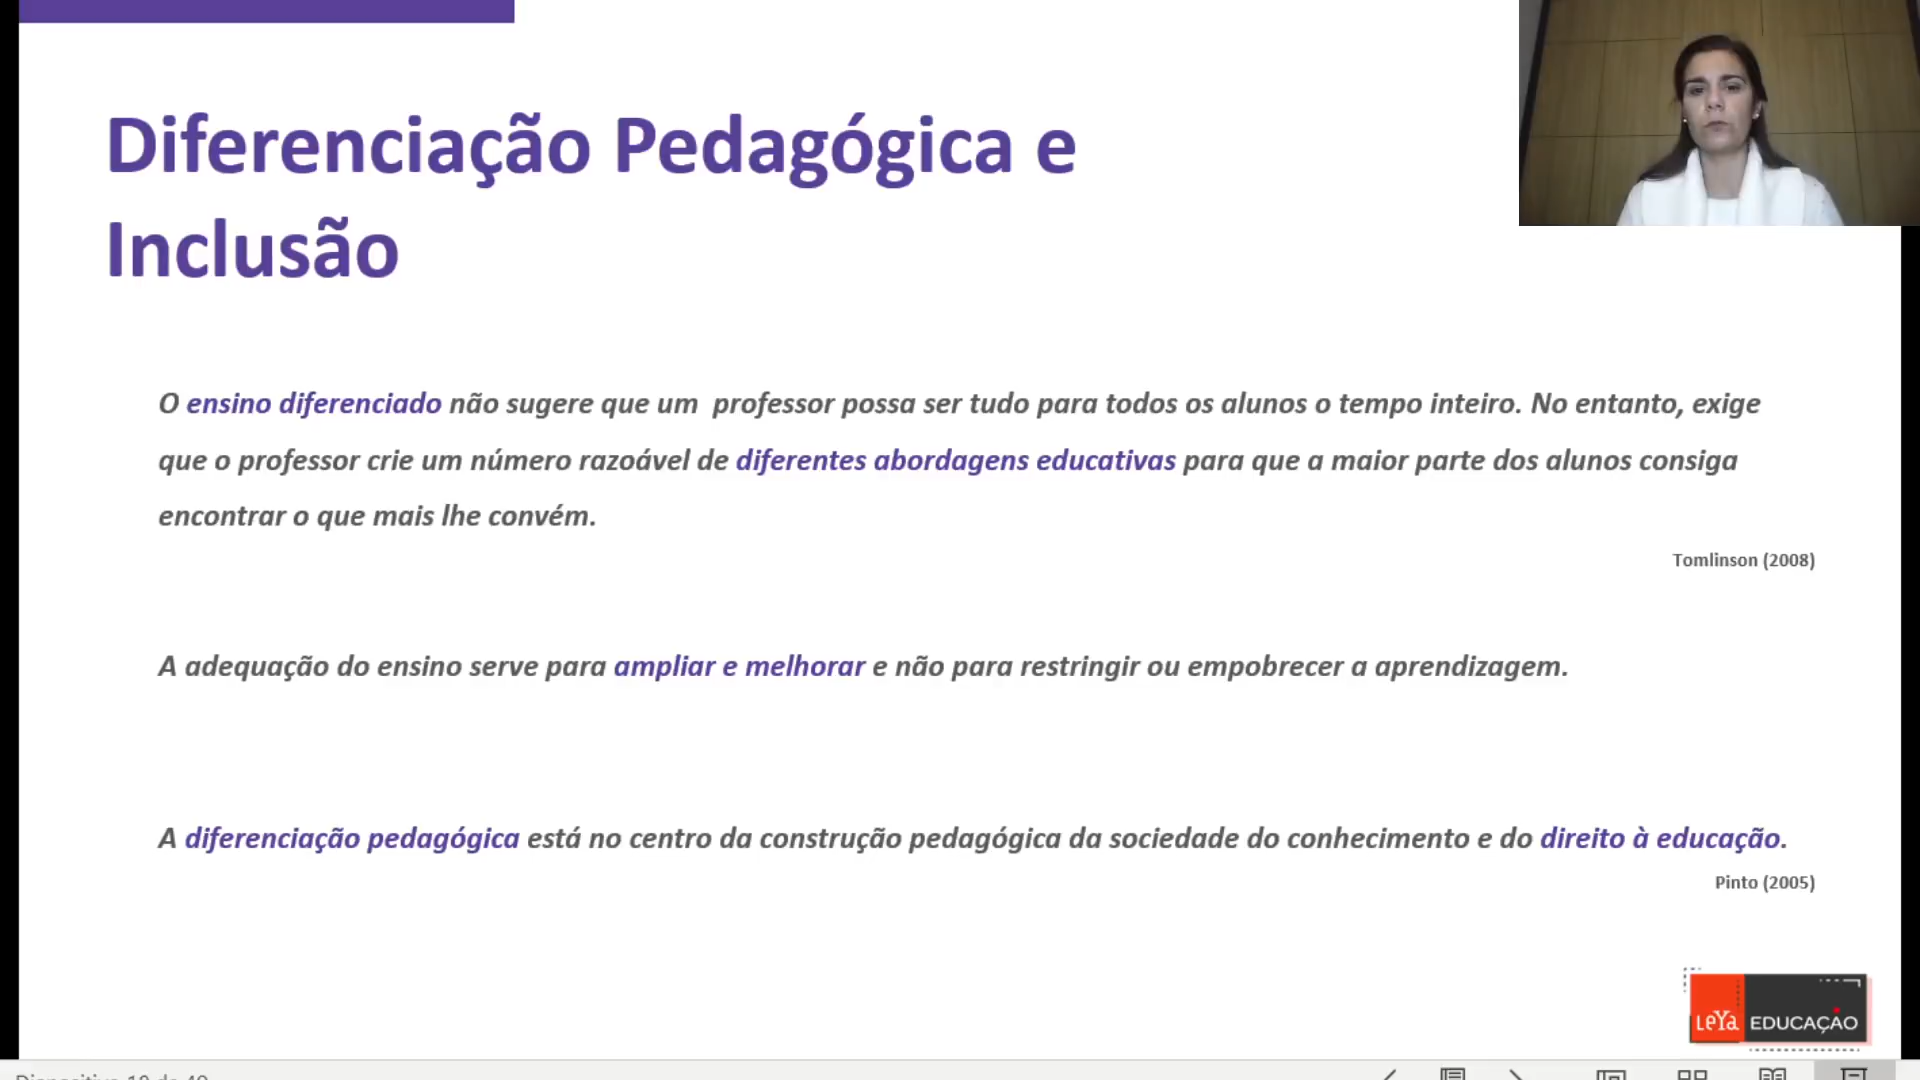 Diferenciação Pedagógica e
Inclusão
O ensino diferenciado não sugere que um professor possa ser tudo para todos os alunos o tempo inteiro. No entanto, exige
que o professor crie um número razoável de diferentes abordagens educativas para que a maior parte dos alunos consiga
encontrar o que mais lhe convém.
Tomlinson (2008)
A adequação do ensino serve para ampliar e melhorar e não para restringir ou empobrecer a aprendizagem.
A diferenciação pedagógica está no centro da construção pedagógica da sociedade do conhecimento e do direito à educação.
Pinto (2005)
LeYa EDUCAÇÃO